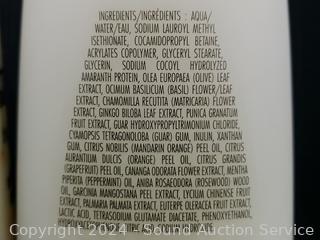 INGREDIENTS/INGRÉDIENTS : AQUA/
WATER/EAU, SODIUM LAUROYL METHYL
ISETHIONATE, COCAMIDOPROPYL BETAINE,
ACRYLATES COPOLYMER, GLYCERYL STEARATE,
GLYCERIN, SODIUM COCOYL HYDROLYZED
AMARANTH PROTEIN, OLEA EUROPAEA (OLIVE) LEAF
EXTRACT, OCIMUM BASILICUM (BASIL) FLOWER/LEAF
EXTRACT, CHAMOMILLA RECUTITA (MATRICARIA) FLOWER
EXTRACT, GINKGO BILOBA LEAF EXTRACT, PUNICA GRANATUM
FRUIT EXTRACT, GUAR HYDROXYPROPYLTRIMONIUM CHLORIDE,
CYAMOPSIS TETRAGONOLOBA (GUAR) GUM, INULIN, XANTHAN
GUM, CITRUS NOBILIS (MANDARIN ORANGE) PEEL OIL, CITRUS
AURANTIUM DULCIS (ORANGE) PEEL OIL, CITRUS GRANDIS
(GRAPEFRUIT) PEEL OIL, CANANGA ODORATA FLOWER EXTRACT, MENTHA
PIPERITA (PEPPERMINT) OIL, ANIBA ROSAEODORA (ROSEWOOD) WOOD
OIL, GARCINIA MANGOSTANA PEEL EXTRACT, LYCIUM CHINENSE FRUIT
EXTRACT, PALMARIA PALMATA EXTRACT, EUTERPE OLERACEA FRUIT EXTRACT,
LACTIC ACID, TETRASODIUM GLUTAMATE DIACETATE, PHENOXYETHANOL,
Copyright © 2024 - Sound Auction Service